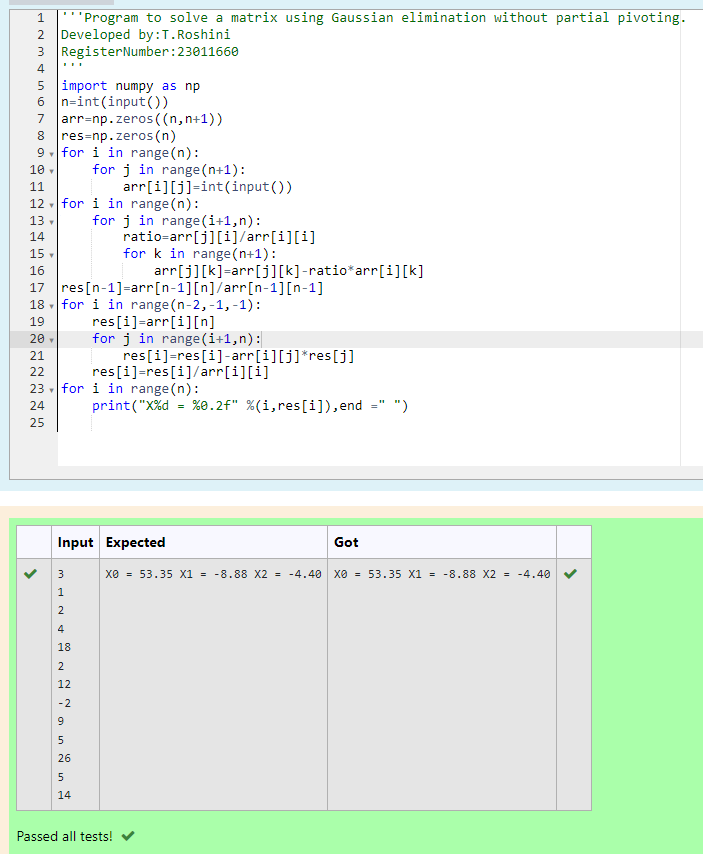 1 '''Program to solve a matrix using Gaussian elimination without partial pivoting.
2 Developed by:T.Roshini
3 RegisterNumber:23011660
4 '''
5 import numpy as np
6 n=int(input())
7 arr=np.zeros((n,n+1))
8 res=np.zeros(n)
9 for i in range(n):
10     for j in range(n+1):
11         arr[i][j]=int(input())
12 for i in range(n):
13     for j in range(i+1,n):
14         ratio=arr[j][i]/arr[i][i]
15         for k in range(n+1):
16             arr[j][k]=arr[j][k]-ratio*arr[i][k]
17 res[n-1]=arr[n-1][n]/arr[n-1][n-1]
18 for i in range(n-2,-1,-1):
19     res[i]=arr[i][n]
20     for j in range(i+1,n):
21         res[i]=res[i]-arr[i][j]*res[j]
22     res[i]=res[i]/arr[i][i]
23 for i in range(n):
24     print("X%d = %0.2f" %(i,res[i]),end =" ")
25
Input Expected Got
3 X0 = 53.35 X1 = -8.88 X2 = -4.40 X0 = 53.35 X1 = -8.88 X2 = -4.40
1
2
4
18
2
12
-2
9
5
26
5
14
Passed all tests!